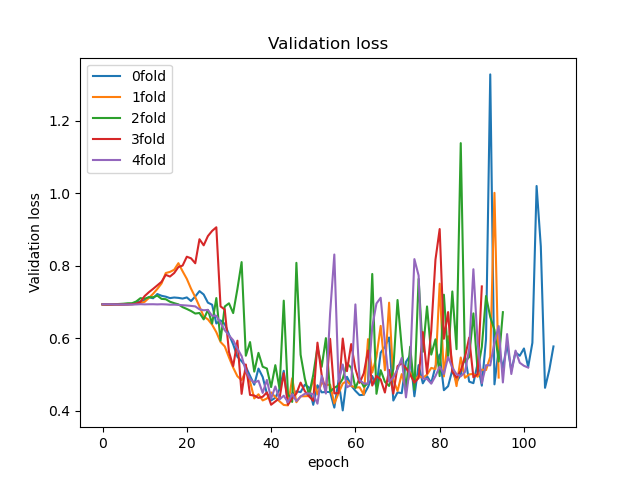 Validation loss
0fold
1fold
2fold
3fold
4fold
Validation loss
1.2
1.0
0.8
0.6
0.4
0 20 40 60 80 100
epoch